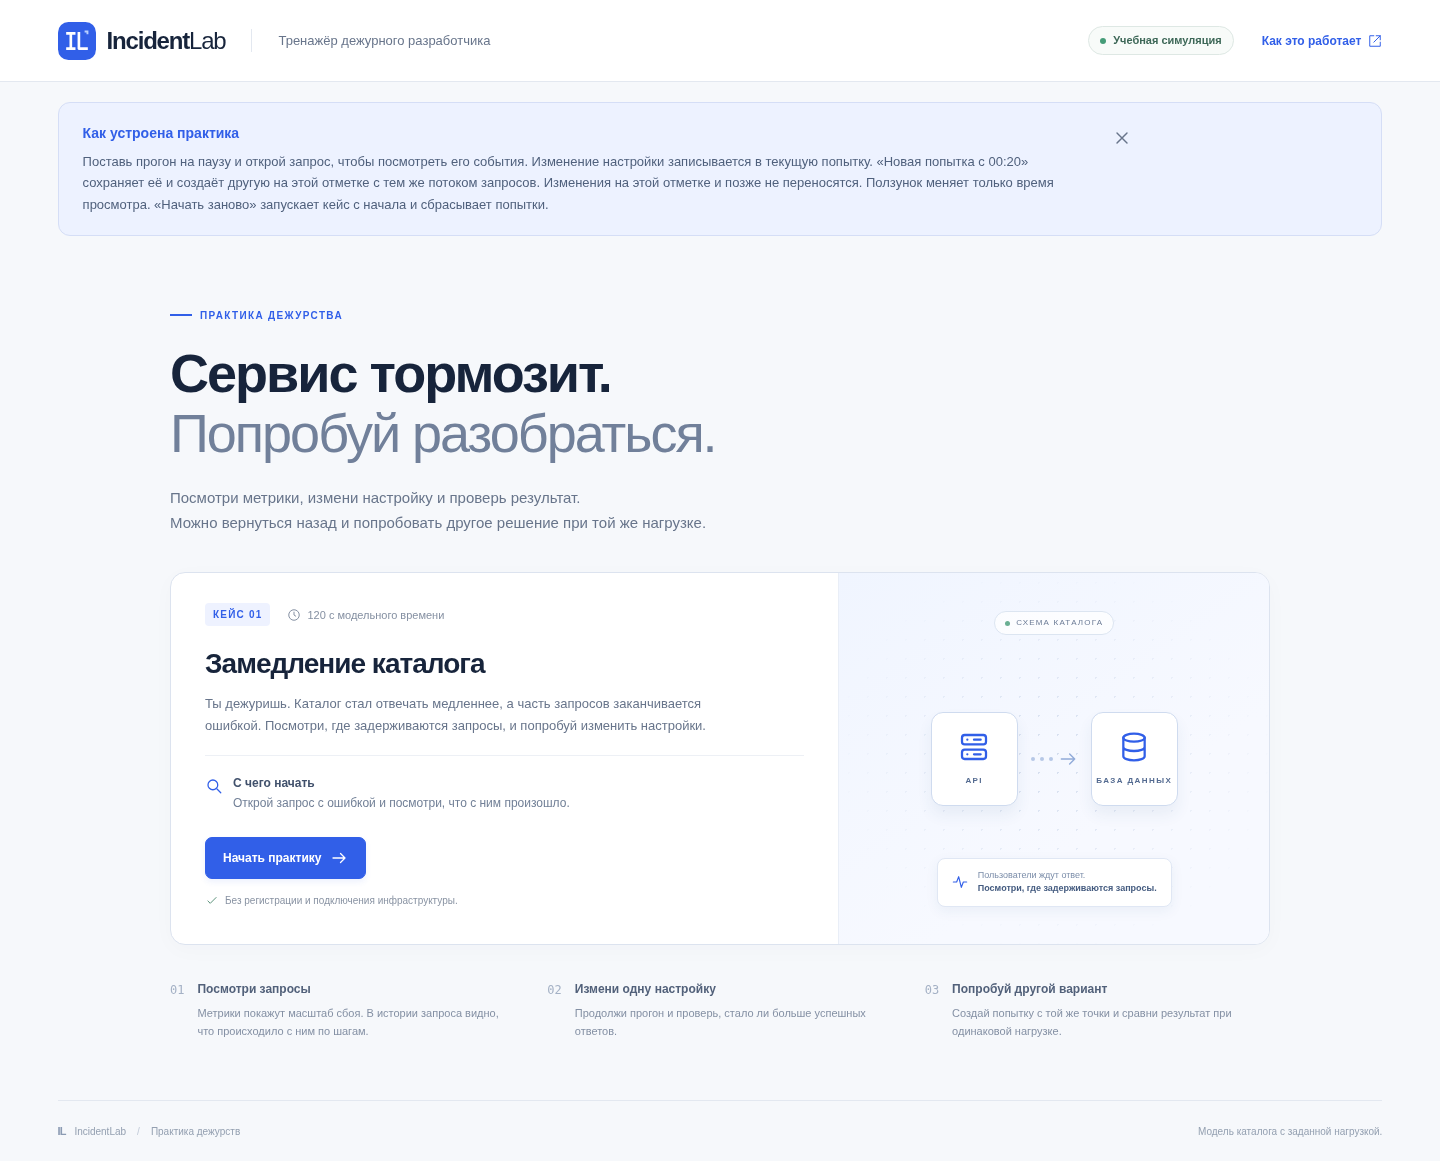 IncidentLab
Тренажёр дежурного разработчика
Учебная симуляция
Как это работает
Как устроена практика
Поставь прогон на паузу и открой запрос, чтобы посмотреть его события. Изменение настройки записывается в текущую попытку. «Новая попытка с 00:20»
сохраняет её и создаёт другую на этой отметке с тем же потоком запросов. Изменения на этой отметке и позже не переносятся. Ползунок меняет только время
просмотра. «Начать заново» запускает кейс с начала и сбрасывает попытки.
ПРАКТИКА ДЕЖУРСТВА
Сервис тормозит.
Попробуй разобраться.
Посмотри метрики, измени настройку и проверь результат.
Можно вернуться назад и попробовать другое решение при той же нагрузке.
КЕЙС 01
120 с модельного времени
Замедление каталога
Ты дежуришь. Каталог стал отвечать медленнее, а часть запросов заканчивается
ошибкой. Посмотри, где задерживаются запросы, и попробуй изменить настройки.
С чего начать
Открой запрос с ошибкой и посмотри, что с ним произошло.
Начать практику
Без регистрации и подключения инфраструктуры.
СХЕМА КАТАЛОГА
API
БАЗА ДАННЫХ
Пользователи ждут ответ.
Посмотри, где задерживаются запросы.
01
Посмотри запросы
Метрики покажут масштаб сбоя. В истории запроса видно,
что происходило с ним по шагам.
02
Измени одну настройку
Продолжи прогон и проверь, стало ли больше успешных
ответов.
03
Попробуй другой вариант
Создай попытку с той же точки и сравни результат при
одинаковой нагрузке.
IL IncidentLab / Практика дежурств
Модель каталога с заданной нагрузкой.